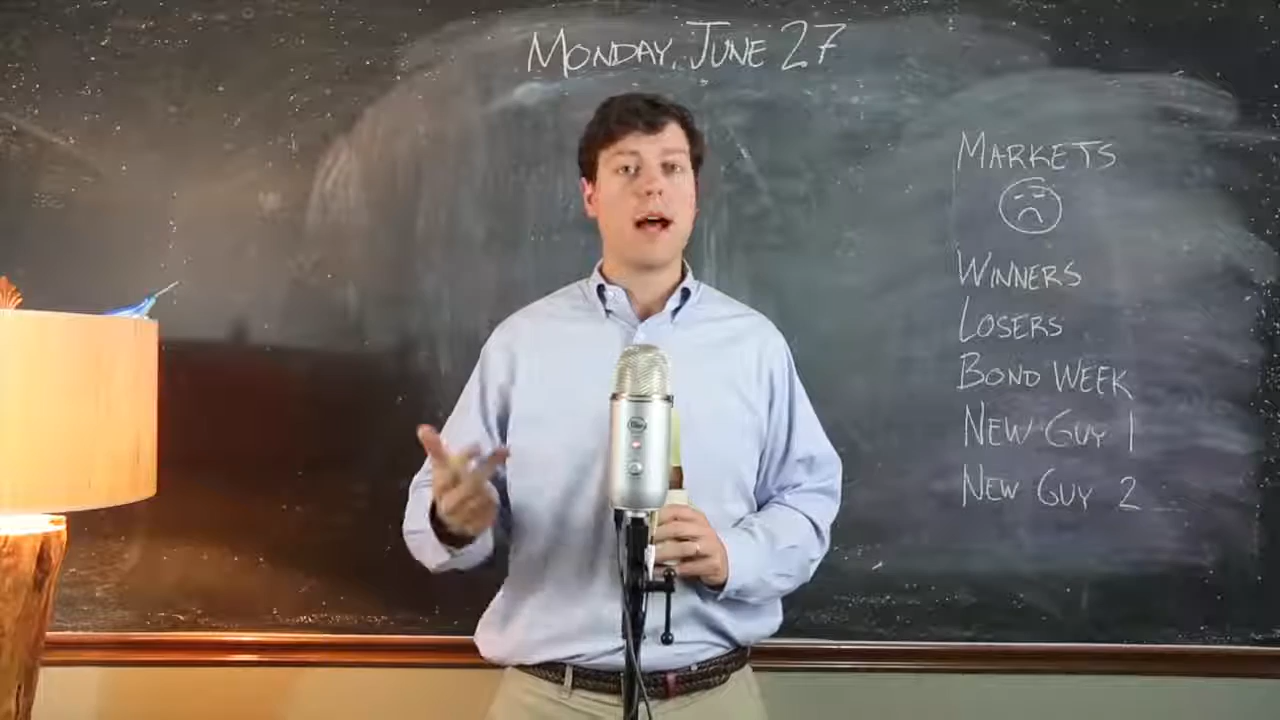 MONDAY, JUNE 27
MARKETS
WINNERS
LOSERS
BOND WEEK
NEW GUY 1
NEW GUY 2